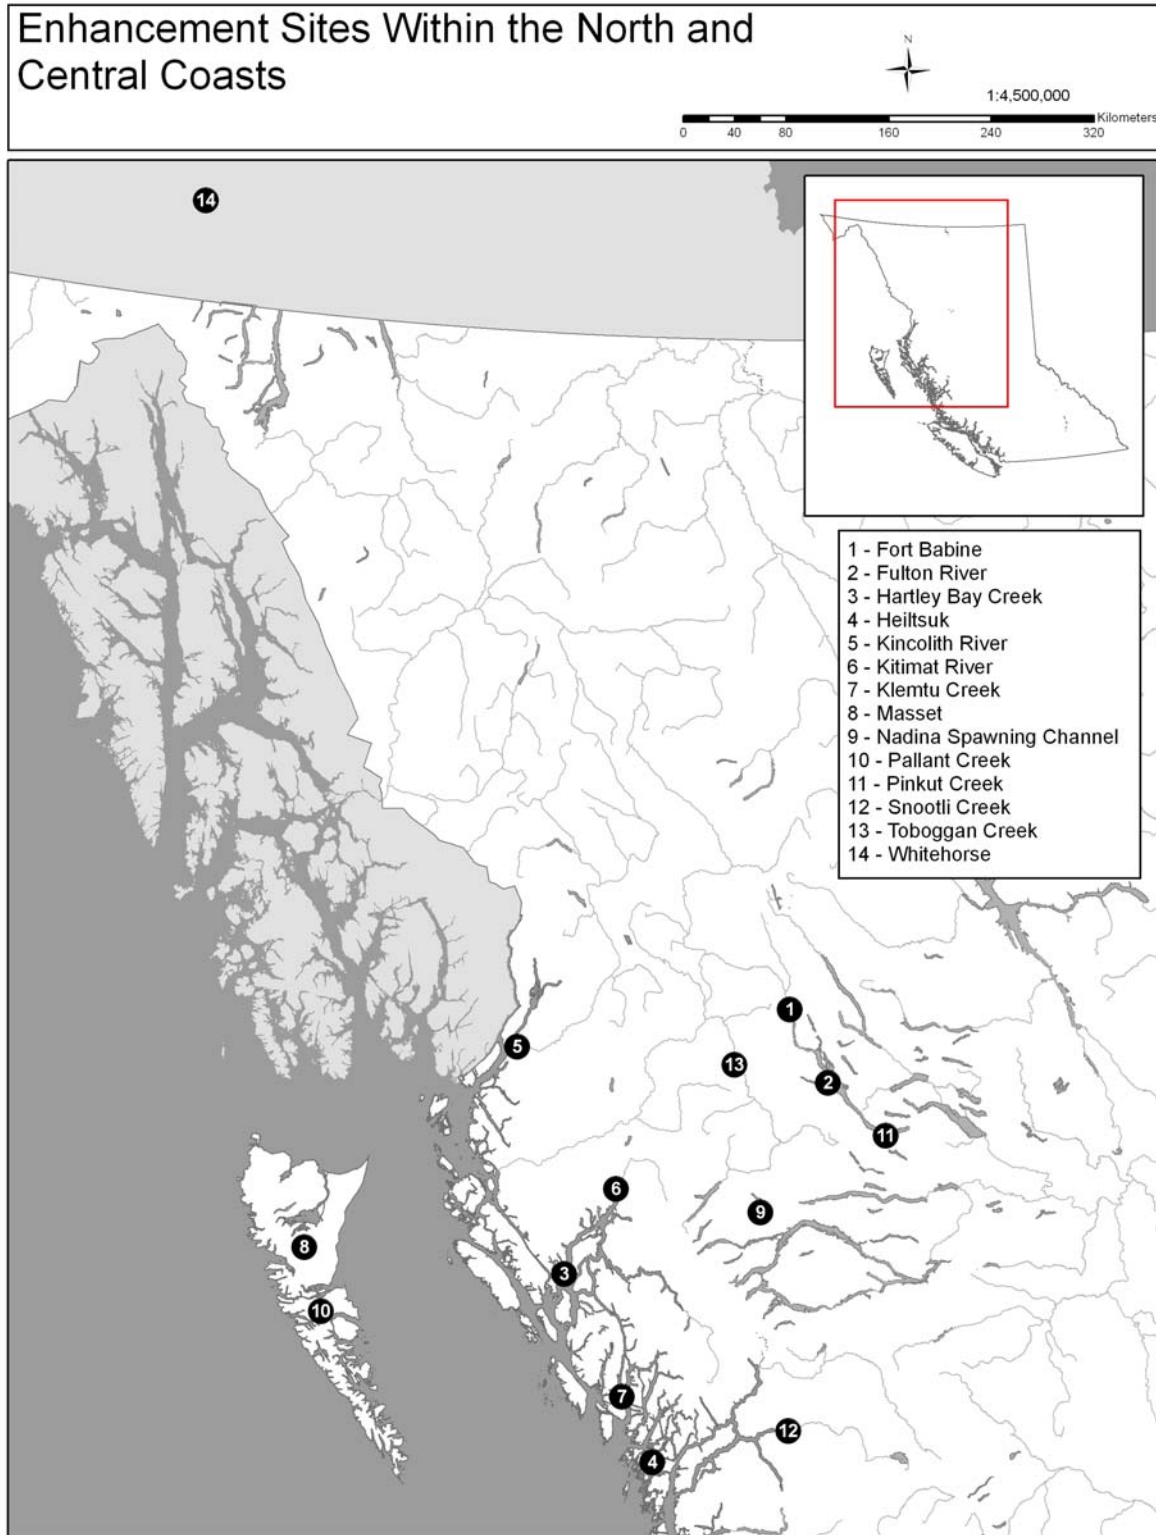 Enhancement Sites Within the North and
Central Coasts
N
1:4,500,000
Kilometers
0 40 80 160 240 320
14
1 - Fort Babine
2 - Fulton River
3 - Hartley Bay Creek
4 - Heiltsuk
5 - Kincolith River
6 - Kitimat River
7 - Klemtu Creek
8 - Masset
9 - Nadina Spawning Channel
10 - Pallant Creek
11 - Pinkut Creek
12 - Snootli Creek
13 - Toboggan Creek
14 - Whitehorse
1
5
13
2
11
6
9
8
3
10
7
12
4